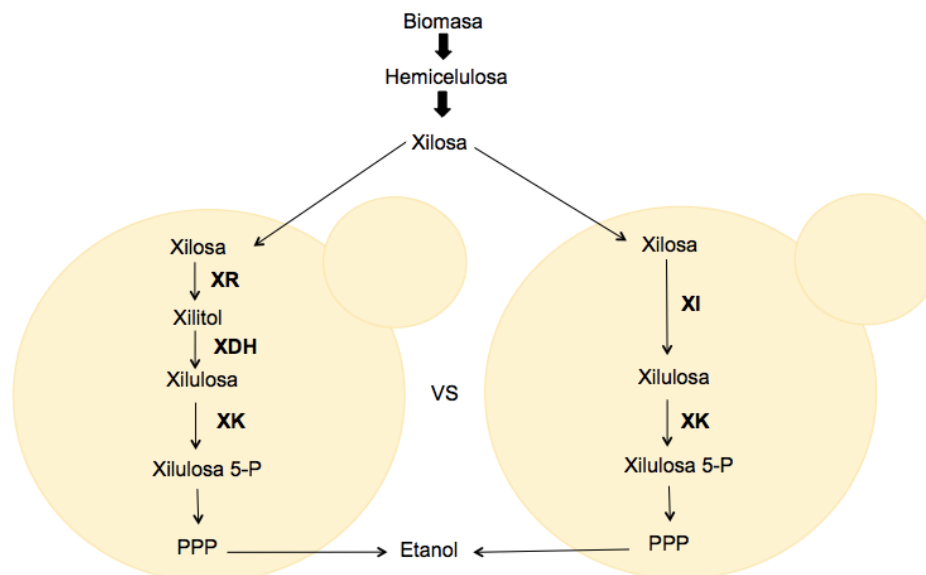 Biomasa
Hemicelulosa
Xilosa
Xilosa
XR
Xilitol
XDH
Xilulosa
XK
Xilulosa 5-P
PPP
VS
Xilosa
XI
Xilulosa
XK
Xilulosa 5-P
PPP
Etanol